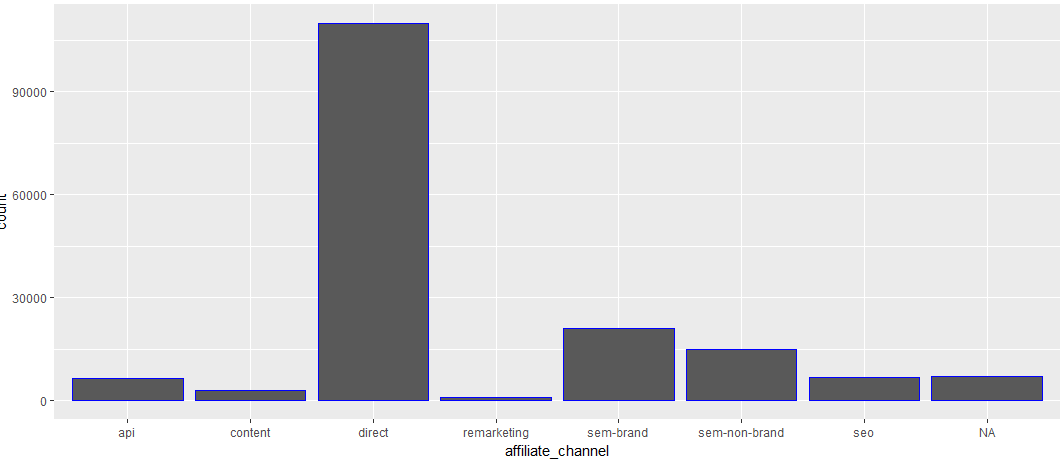 count
90000
60000
30000
0
api content direct remarketing sem-brand sem-non-brand seo NA
affiliate_channel